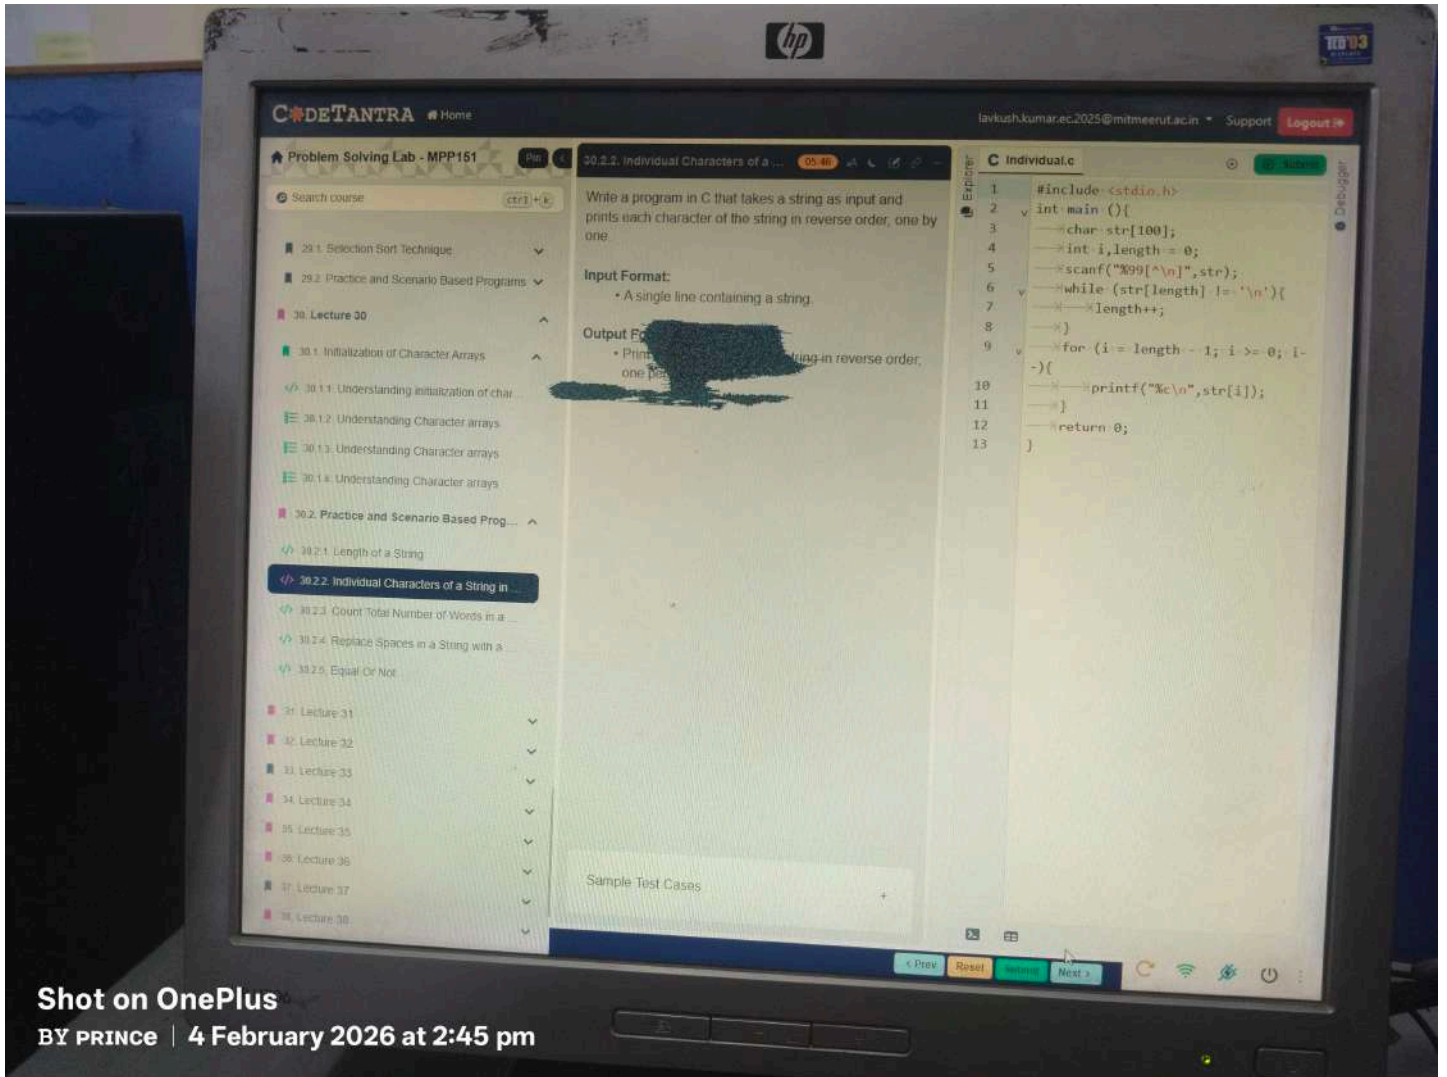 hp
TCO'03
CODETANTRA Home
lavkush.kumar.ec.2025@mitmeerut.ac.in Support Logout
Problem Solving Lab - MPP151 Pin
Search course ctrl + k
29.1. Selection Sort Technique
29.2. Practice and Scenario Based Programs
30. Lecture 30
30.1. Initialization of Character Arrays
30.1.1. Understanding initialization of char...
30.1.2. Understanding Character arrays
30.1.3. Understanding Character arrays
30.1.4. Understanding Character arrays
30.2. Practice and Scenario Based Prog...
30.2.1. Length of a String
30.2.2. Individual Characters of a String in ...
30.2.3. Count Total Number of Words in a ...
30.2.4. Replace Spaces in a String with a ...
30.2.5. Equal Or Not
31. Lecture 31
32. Lecture 32
33. Lecture 33
34. Lecture 34
35. Lecture 35
36. Lecture 36
37. Lecture 37
38. Lecture 38
30.2.2. Individual Characters of a ... 05:46
Write a program in C that takes a string as input and
prints each character of the string in reverse order, one by
one.
Input Format:
• A single line containing a string.
Output
• Print in reverse order,
one
Sample Test Cases +
Explorer
C Individual.c Submit
Debugger
1 #include <stdio.h>
2 int main (){
3 char str[100];
4 int i,length = 0;
5 scanf("%99[^\n]",str);
6 while (str[length] != '\n'){
7 length++;
8 }
9 for (i = length - 1; i >= 0; i-
-){
10 printf("%c\n",str[i]);
11 }
12 return 0;
13 }
< Prev Reset Submit Next >
Shot on OnePlus
BY PRINCE | 4 February 2026 at 2:45 pm